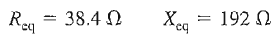 R_eq = 38.4 Ω X_eq = 192 Ω